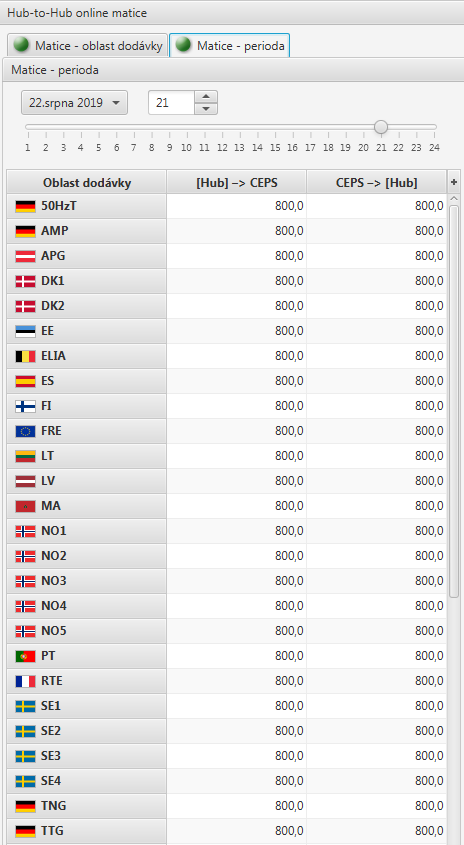 Hub-to-Hub online matice
Matice - oblast dodávky Matice - perioda
Matice - perioda
22.srpna 2019 21
1 2 3 4 5 6 7 8 9 10 11 12 13 14 15 16 17 18 19 20 21 22 23 24
Oblast dodávky [Hub] –> CEPS CEPS –> [Hub] +
50HzT 800,0 800,0
AMP 800,0 800,0
APG 800,0 800,0
DK1 800,0 800,0
DK2 800,0 800,0
EE 800,0 800,0
ELIA 800,0 800,0
ES 800,0 800,0
FI 800,0 800,0
FRE 800,0 800,0
LT 800,0 800,0
LV 800,0 800,0
MA 800,0 800,0
NO1 800,0 800,0
NO2 800,0 800,0
NO3 800,0 800,0
NO4 800,0 800,0
NO5 800,0 800,0
PT 800,0 800,0
RTE 800,0 800,0
SE1 800,0 800,0
SE2 800,0 800,0
SE3 800,0 800,0
SE4 800,0 800,0
TNG 800,0 800,0
TTG 800,0 800,0